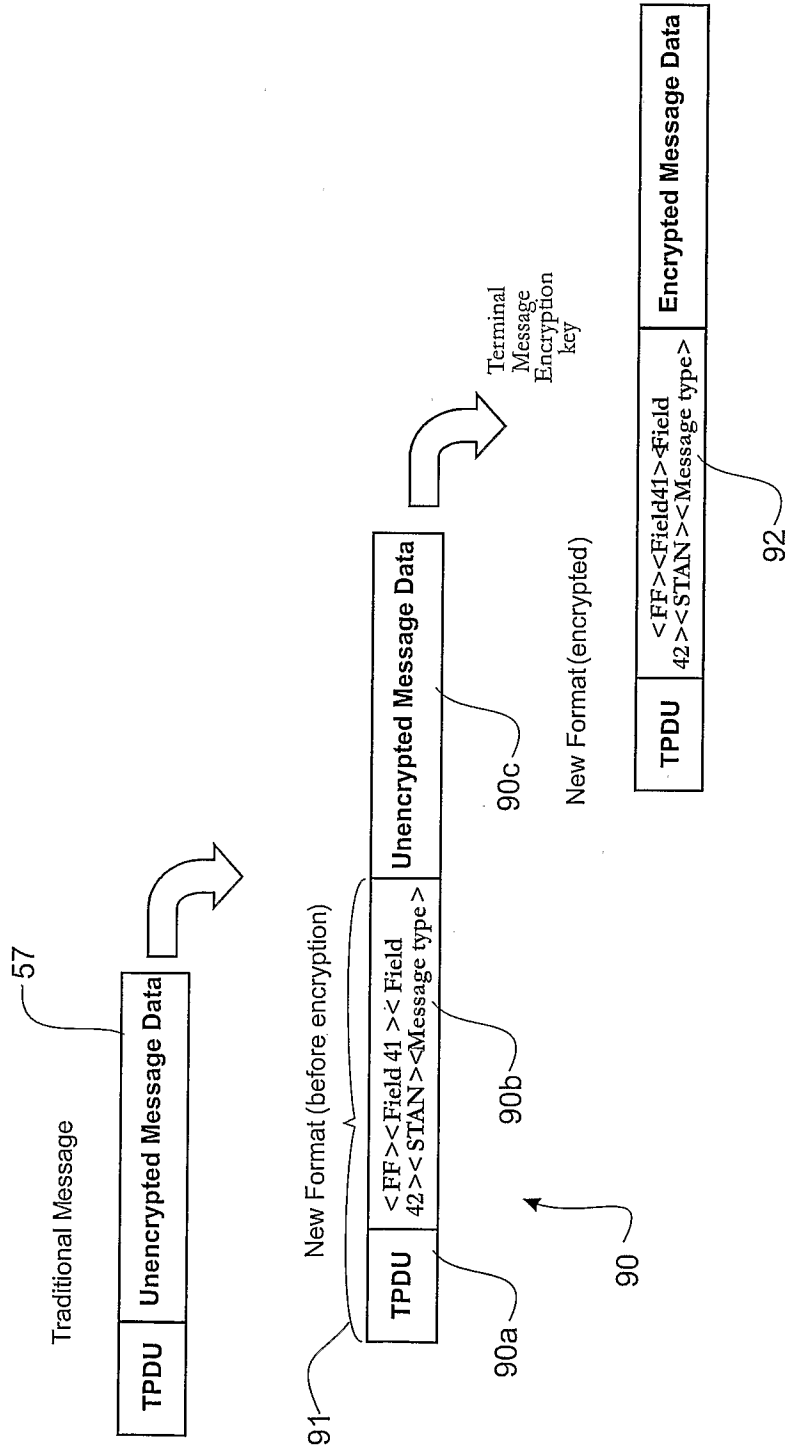 Traditional Message
57
TPDU
Unencrypted Message Data
New Format (before encryption)
91
TPDU
<FF><Field 41 >< Field
42>< STAN ><Message type>
Unencrypted Message Data
90a
90b
90c
90
Terminal
Message
Encryption
key
New Format (encrypted)
TPDU
<FF><Field41><Field
42><STAN><Message type>
Encrypted Message Data
92